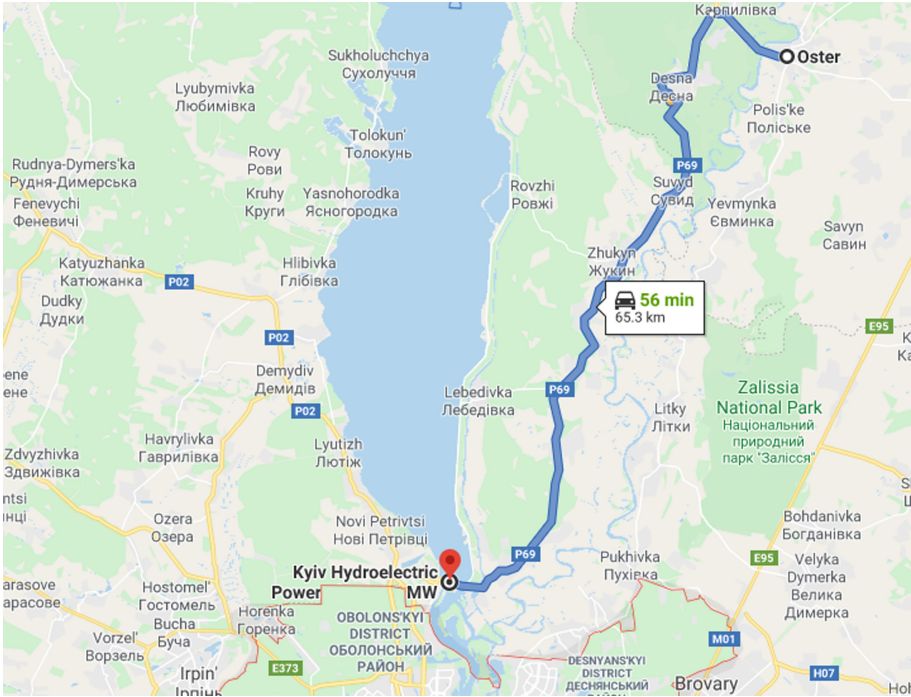 Карпилівка
Oster
Sukholuchchya
Сухолуччя
Desna
Десна
Lyubymivka
Любимівка
Polis'ke
Поліське
Tolokun'
Толокунь
Rudnya-Dymers'ka
Рудня-Димерська
Rovy
Рови
P69
Fenevychi
Феневичі
Kruhy
Круги
Yasnohorodka
Ясногородка
Rovzhi
Ровжі
Suvyd
Сувид
Yevmynka
Євминка
Savyn
Савин
Katyuzhanka
Катюжанка
P02
Hlibivka
Глібівка
Zhukyn
Жукин
Dudky
Дудки
56 min
65.3 km
E95
P02
Demydiv
Демидів
P69
Lebedivka
Лебедівка
Zalissia
National Park
Національний
природний
парк "Залісся"
P02
Litky
Літки
Havrylivka
Гаврилівка
Lyutizh
Лютіж
Zdvyzhivka
Здвижівка
Ozera
Озера
Novi Petrivtsi
Нові Петрівці
Bohdanivka
Богданівка
P69
E95
Pukhivka
Пухівка
Velyka
Dymerka
Велика
Димерка
Kyiv Hydroelectric
Power
MW
Hostomel'
Гостомель
Bucha
Буча
Horenka
Горенка
OBOLONS'KYI
DISTRICT
ОБОЛОНСЬКИЙ
РАЙОН
Vorzel'
Ворзель
M01
E373
Irpin'
Ірпінь
DESNYANS'KYI
DISTRICT
ДЕСНЯНСЬКИЙ
Brovary
H07